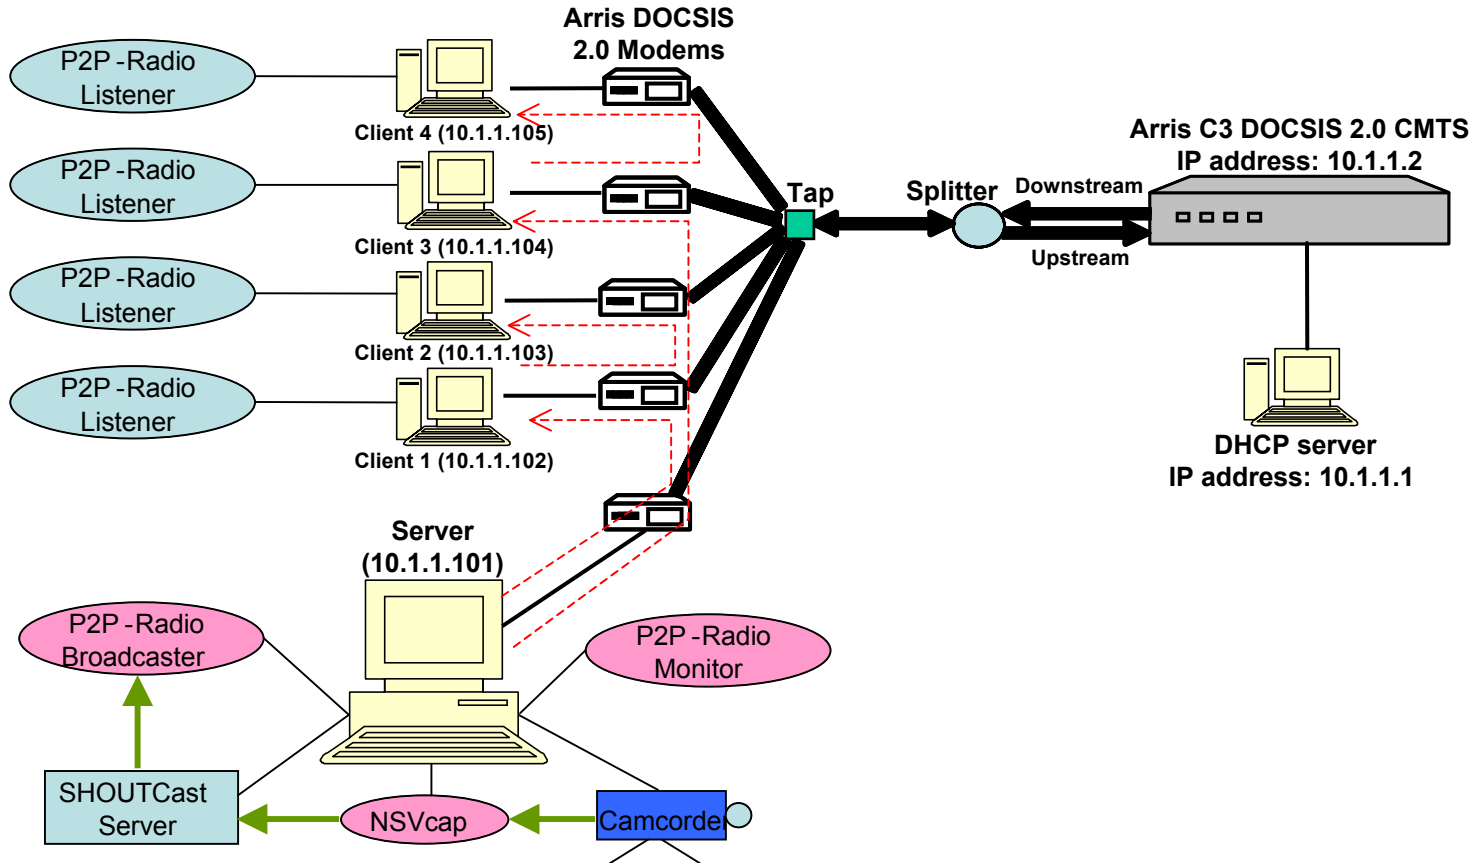 Arris DOCSIS
2.0 Modems
P2P -Radio
Listener
Client 4 (10.1.1.105)
Arris C3 DOCSIS 2.0 CMTS
IP address: 10.1.1.2
P2P -Radio
Listener
Client 3 (10.1.1.104)
Tap
Splitter
Downstream
Upstream
P2P -Radio
Listener
Client 2 (10.1.1.103)
P2P -Radio
Listener
Client 1 (10.1.1.102)
DHCP server
IP address: 10.1.1.1
Server
(10.1.1.101)
P2P -Radio
Broadcaster
P2P -Radio
Monitor
SHOUTCast
Server
NSVcap
Camcorder